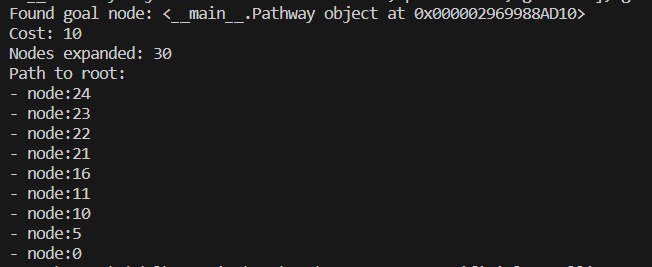 Found goal node: <__main__.Pathway object at 0x000002969988AD10>
Cost: 10
Nodes expanded: 30
Path to root:
- node:24
- node:23
- node:22
- node:21
- node:16
- node:11
- node:10
- node:5
- node:0